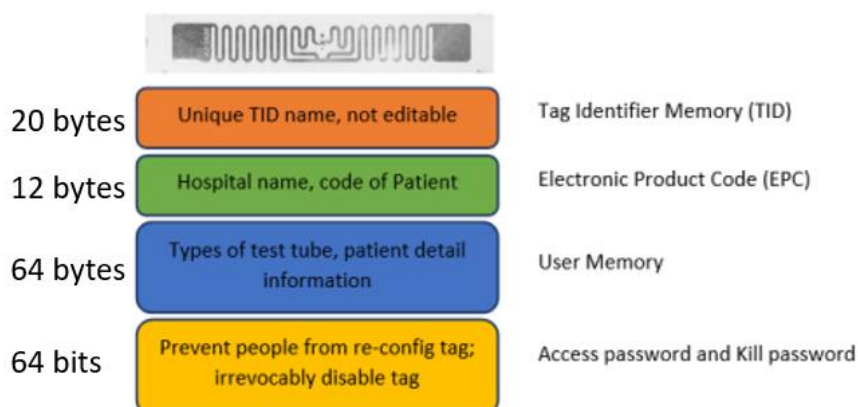 20 bytes
Unique TID name, not editable
Tag Identifier Memory (TID)
12 bytes
Hospital name, code of Patient
Electronic Product Code (EPC)
64 bytes
Types of test tube, patient detail
information
User Memory
64 bits
Prevent people from re-config tag;
irrevocably disable tag
Access password and Kill password